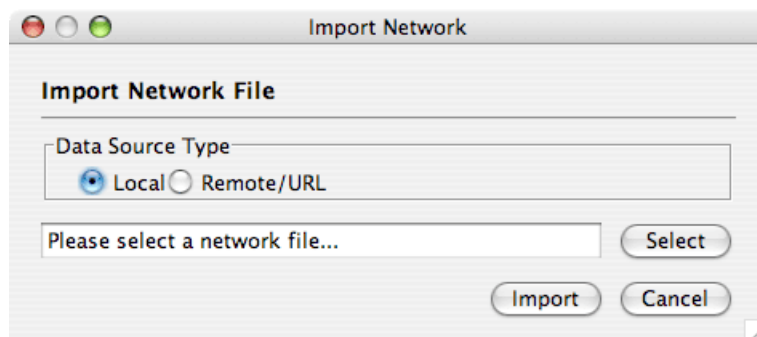 Import Network
Import Network File
Data Source Type
Local Remote/URL
Please select a network file... Select
Import Cancel